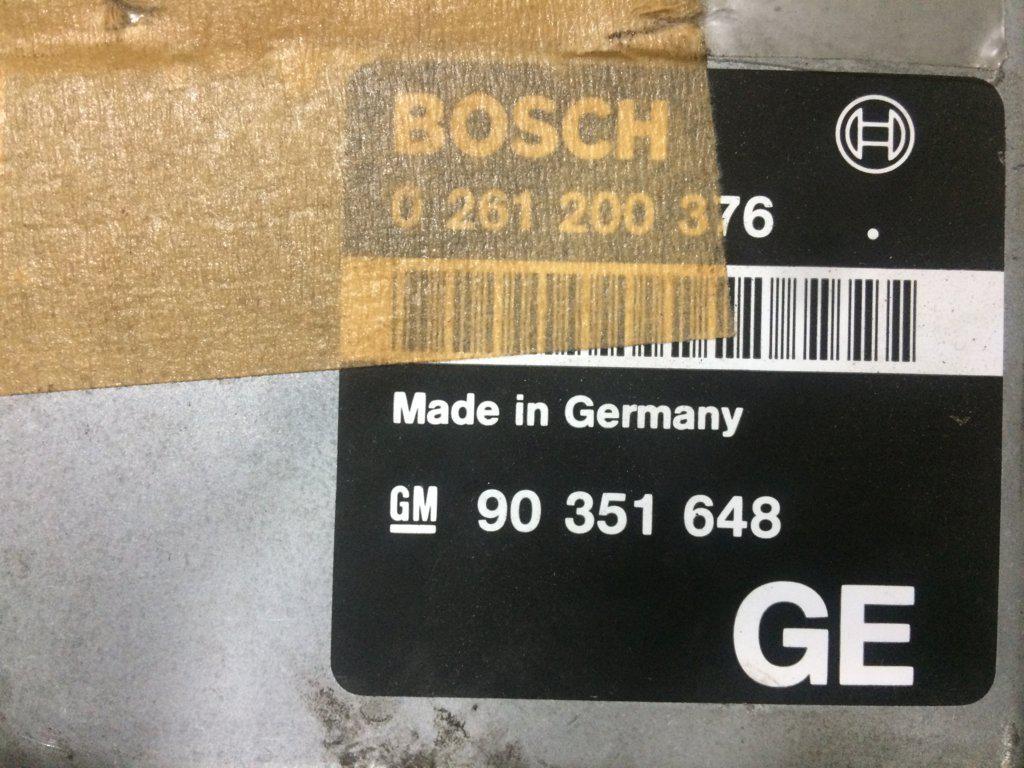 BOSCH
0 261 200 376 .
Made in Germany
GM 90 351 648
GE